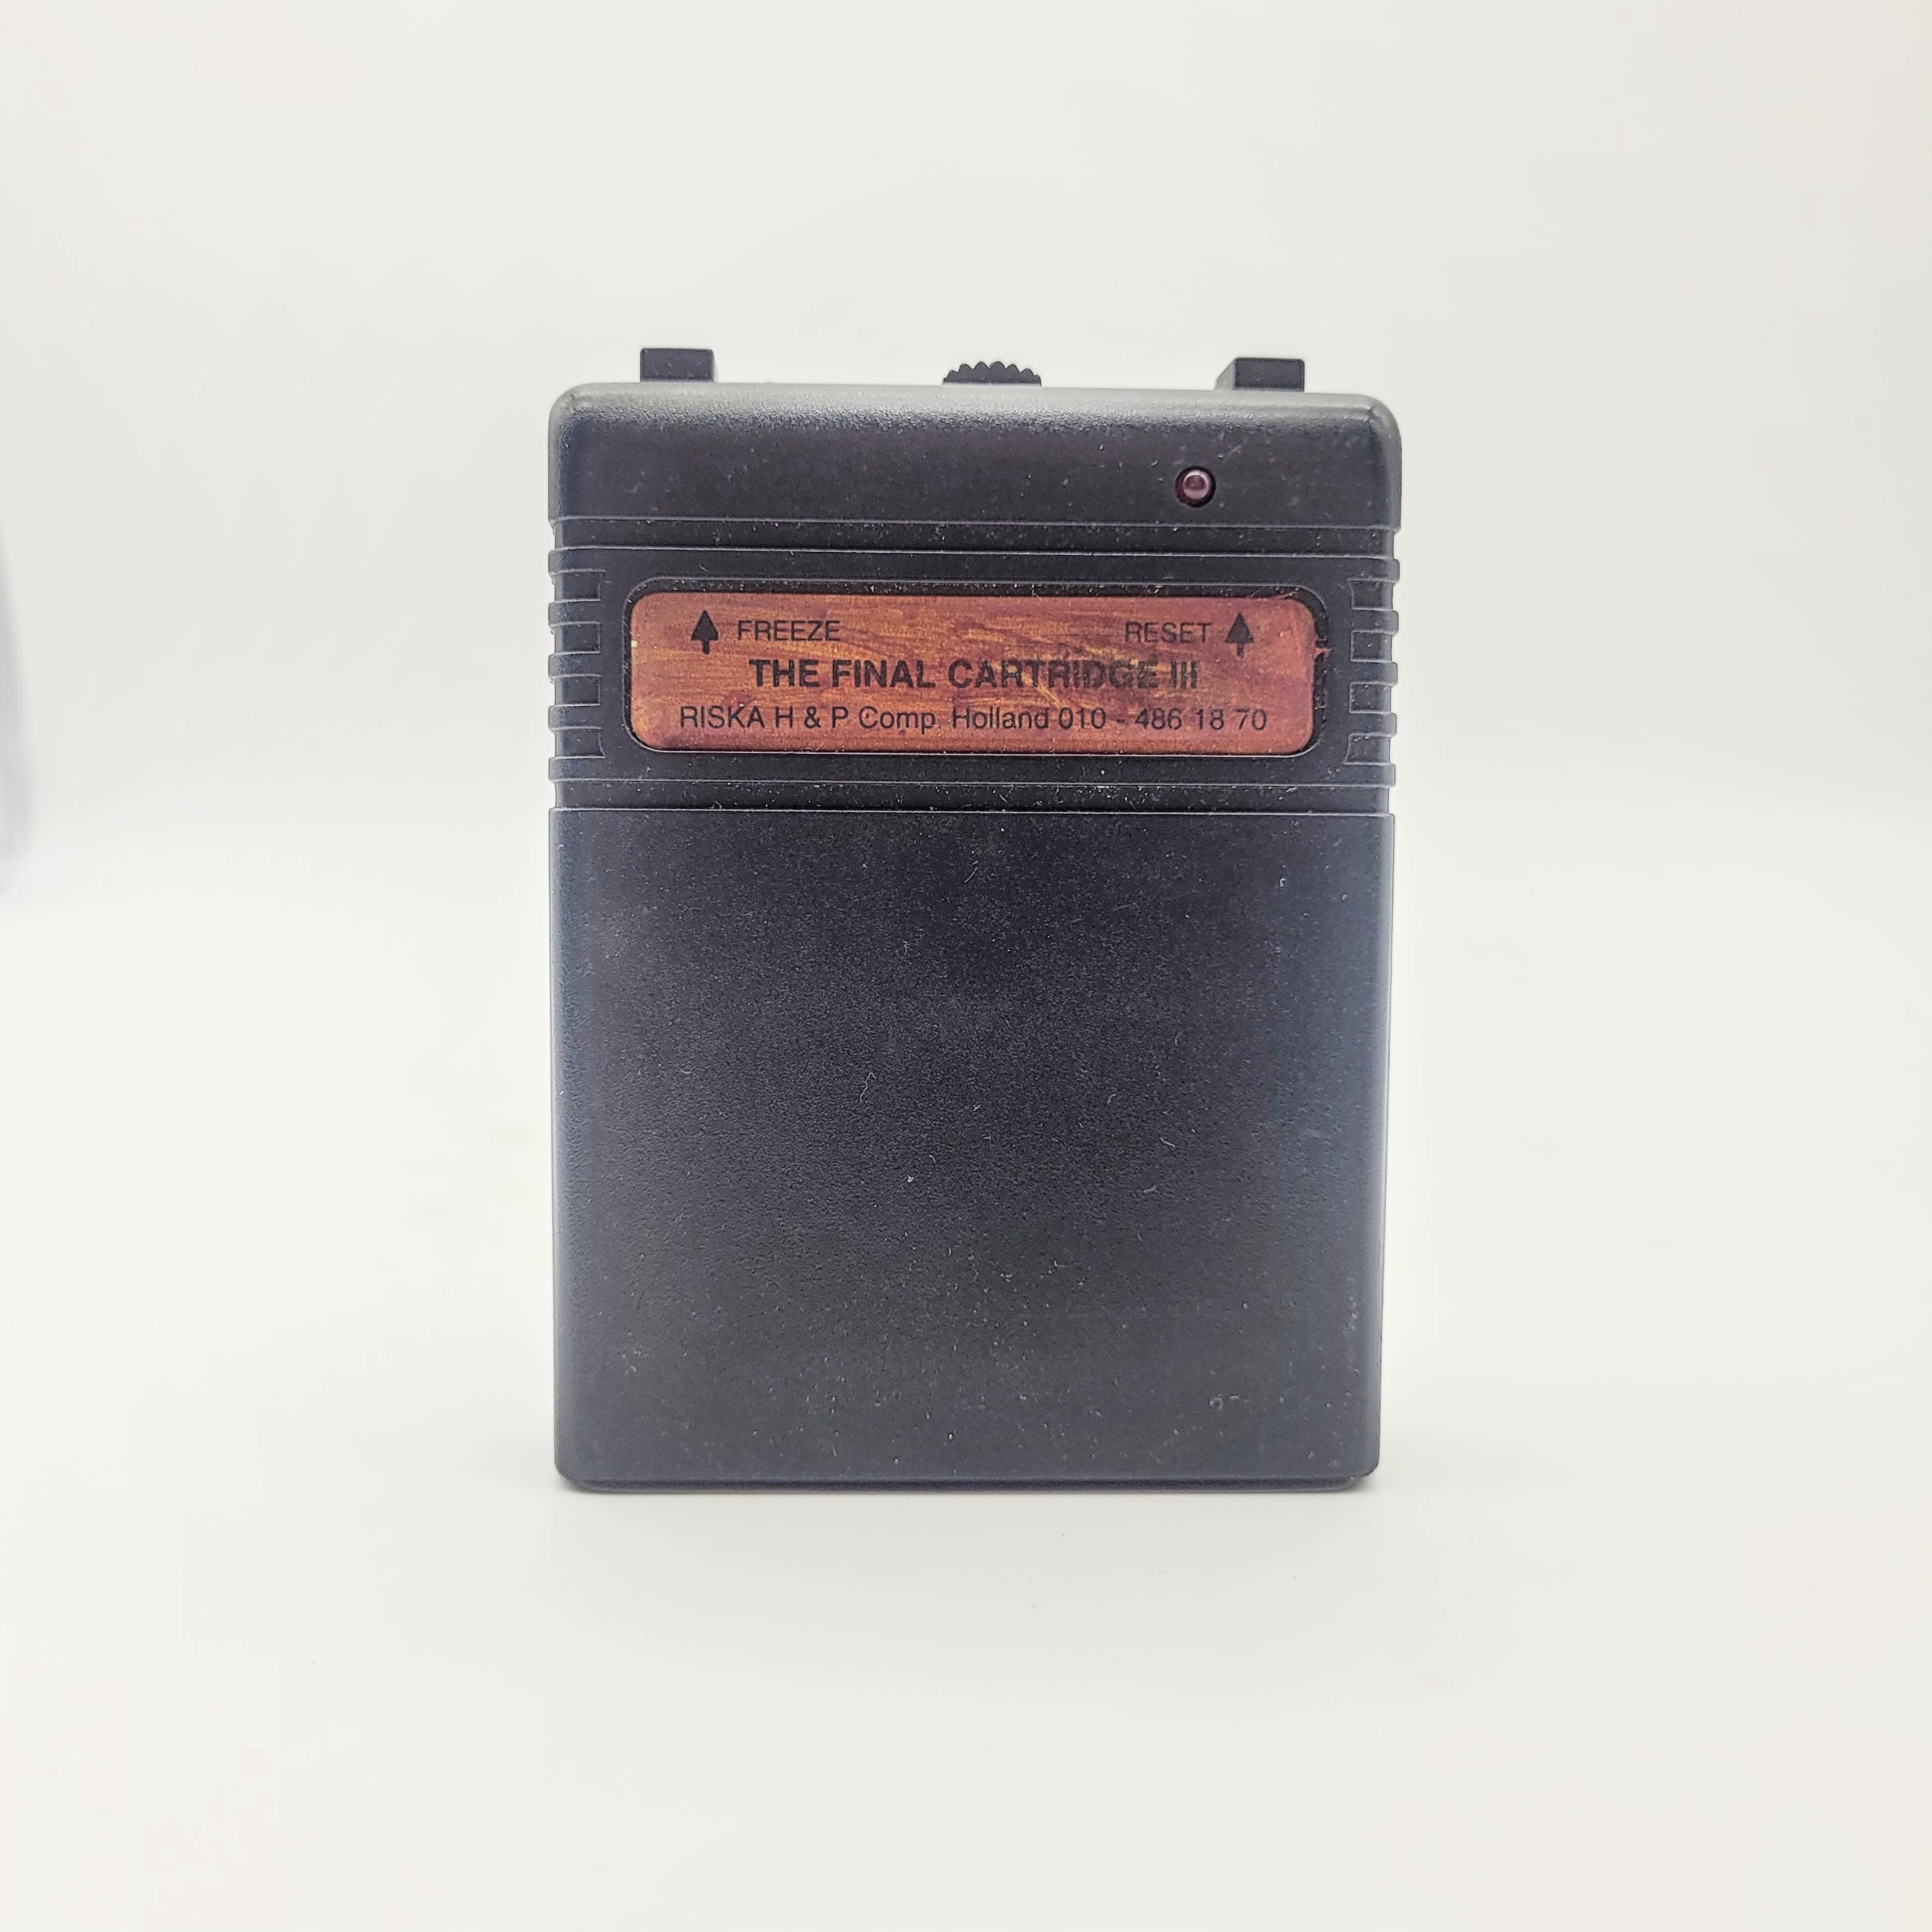 FREEZE RESET
THE FINAL CARTRIDGE III
RISKA H & P Comp. Holland 010 - 486 18 70